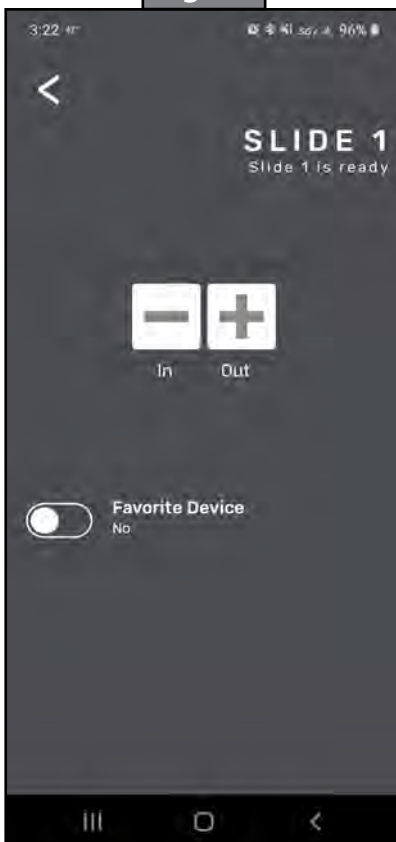 3:22
96%
SLIDE 1
Slide 1 is ready
In
Out
Favorite Device
No